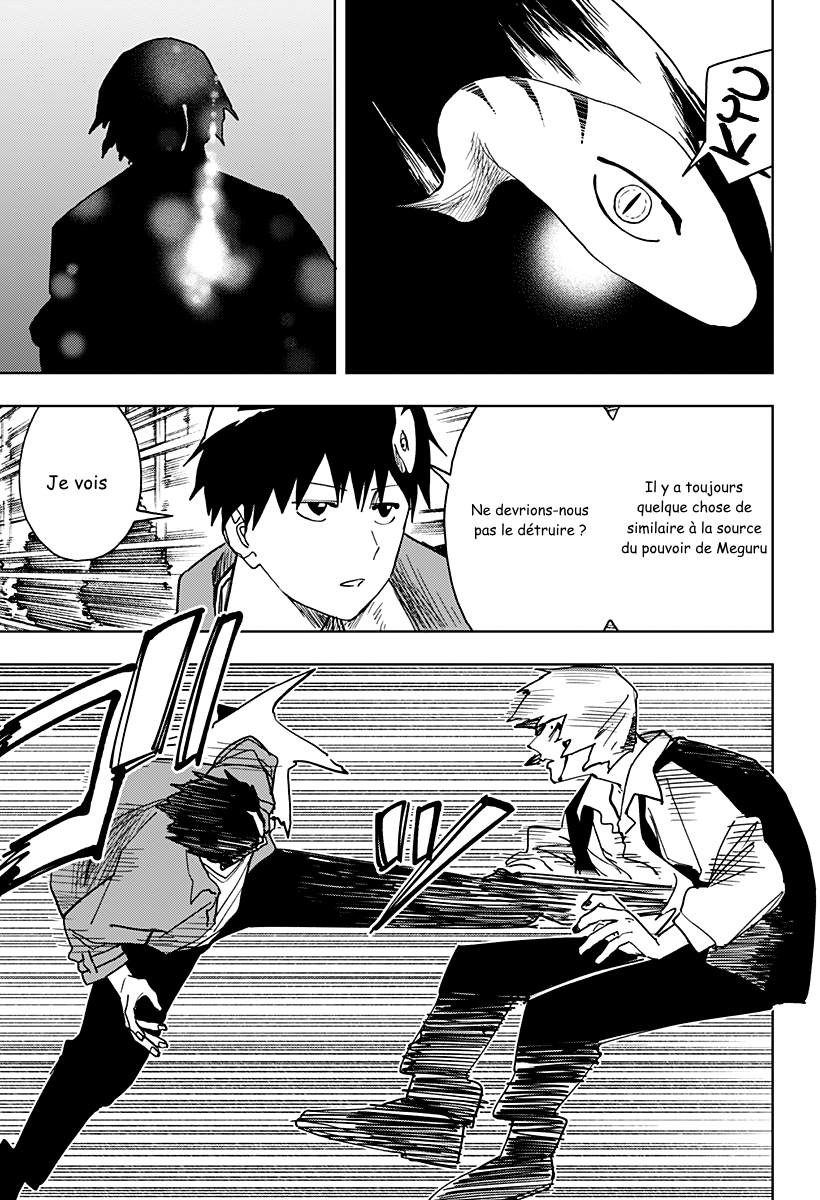 KYU
Il y a toujours
quelque chose de
similaire à la source
du pouvoir de Meguru
Ne devrions-nous
pas le détruire ?
Je vois